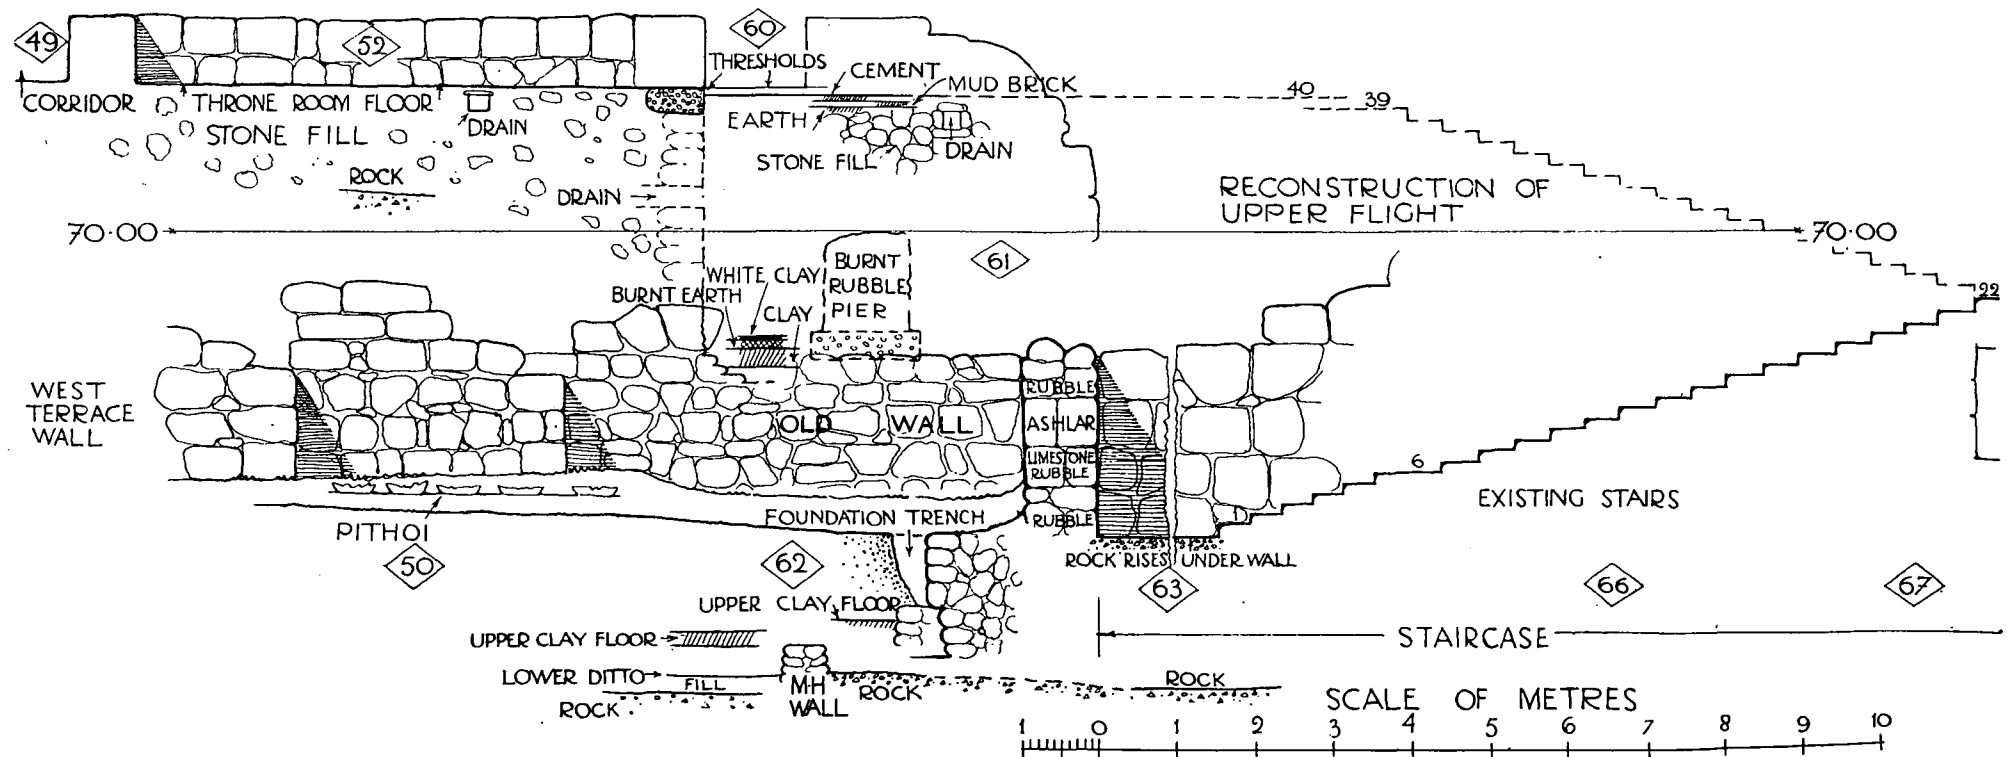 49
52
60
THRESHOLDS
CEMENT
MUD BRICK
40
39
CORRIDOR
THRONE ROOM FLOOR
STONE FILL
DRAIN
EARTH
STONE FILL
DRAIN
ROCK
DRAIN
RECONSTRUCTION OF
UPPER FLIGHT
70·00
70·00
61
WHITE CLAY
BURNT EARTH
CLAY
BURNT
RUBBLE
PIER
22
WEST
TERRACE
WALL
OLD WALL
RUBBLE
ASHLAR
LIMESTONE
RUBBLE
RUBBLE
6
1
EXISTING STAIRS
PITHOI
50
FOUNDATION TRENCH
62
ROCK RISES UNDER WALL
63
66
67
UPPER CLAY FLOOR
UPPER CLAY FLOOR
STAIRCASE
LOWER DITTO
FILL
ROCK
M·H
WALL
ROCK
ROCK
SCALE OF METRES
1 0 1 2 3 4 5 6 7 8 9 10